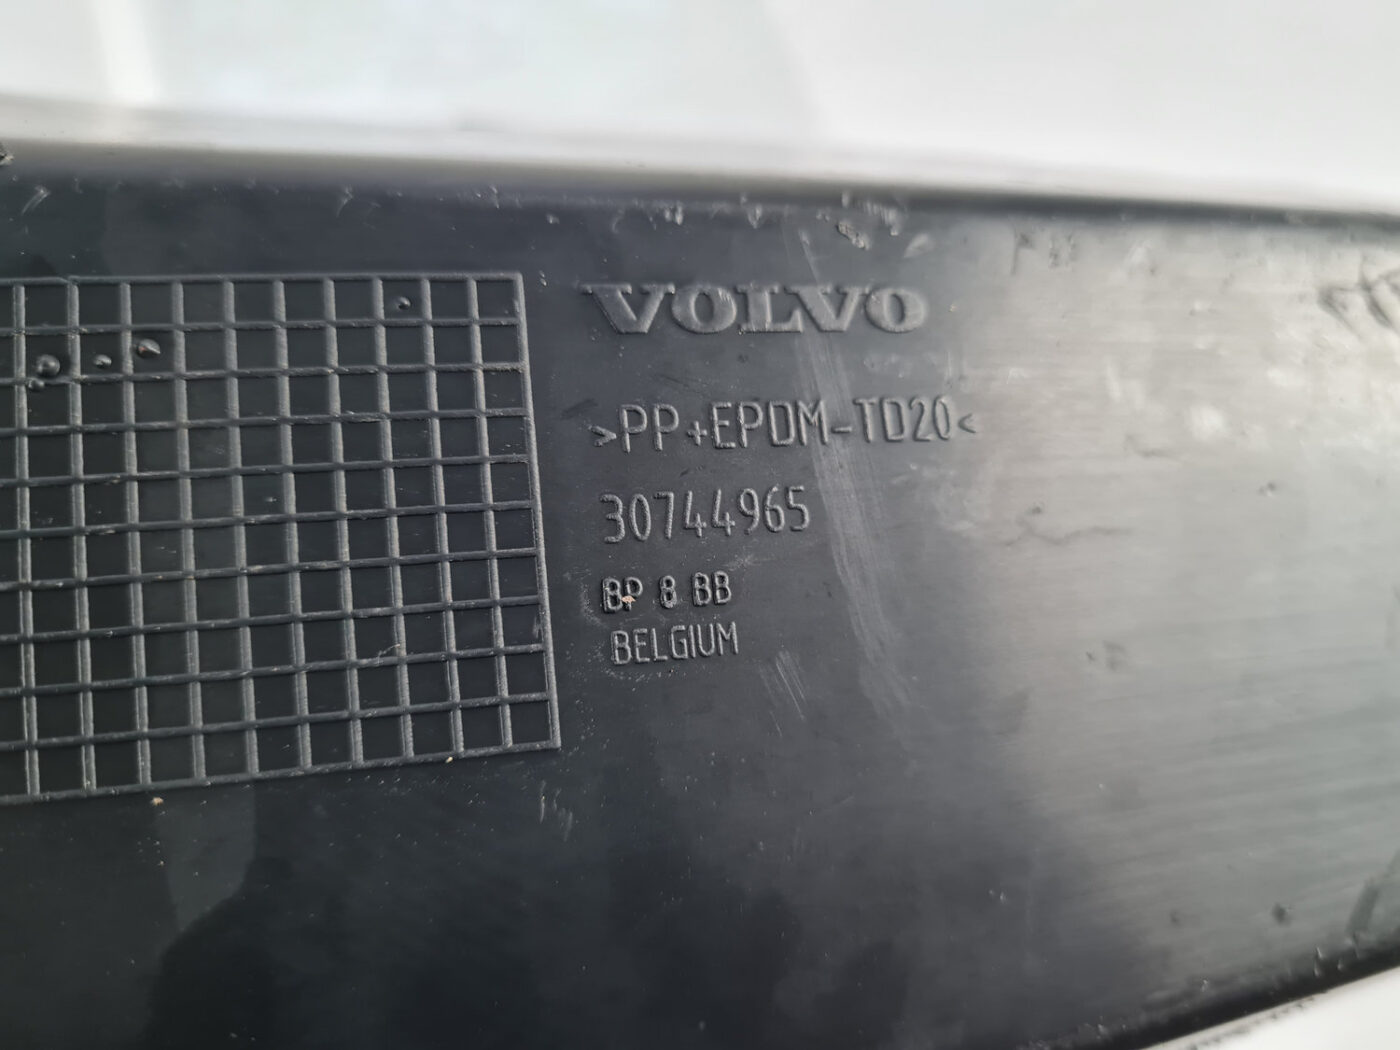 VOLVO
>PP+EPDM-TD20<
30744965
BP 8 BB
BELGIUM